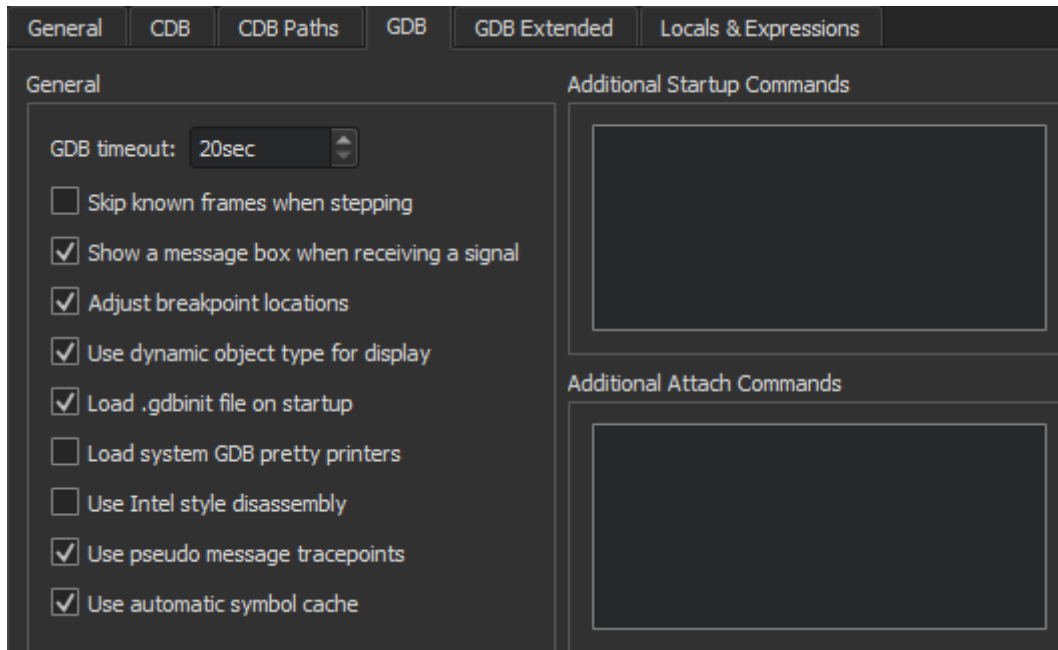 General CDB CDB Paths GDB GDB Extended Locals & Expressions
General
GDB timeout: 20sec
Skip known frames when stepping
Show a message box when receiving a signal
Adjust breakpoint locations
Use dynamic object type for display
Load .gdbinit file on startup
Load system GDB pretty printers
Use Intel style disassembly
Use pseudo message tracepoints
Use automatic symbol cache
Additional Startup Commands
Additional Attach Commands